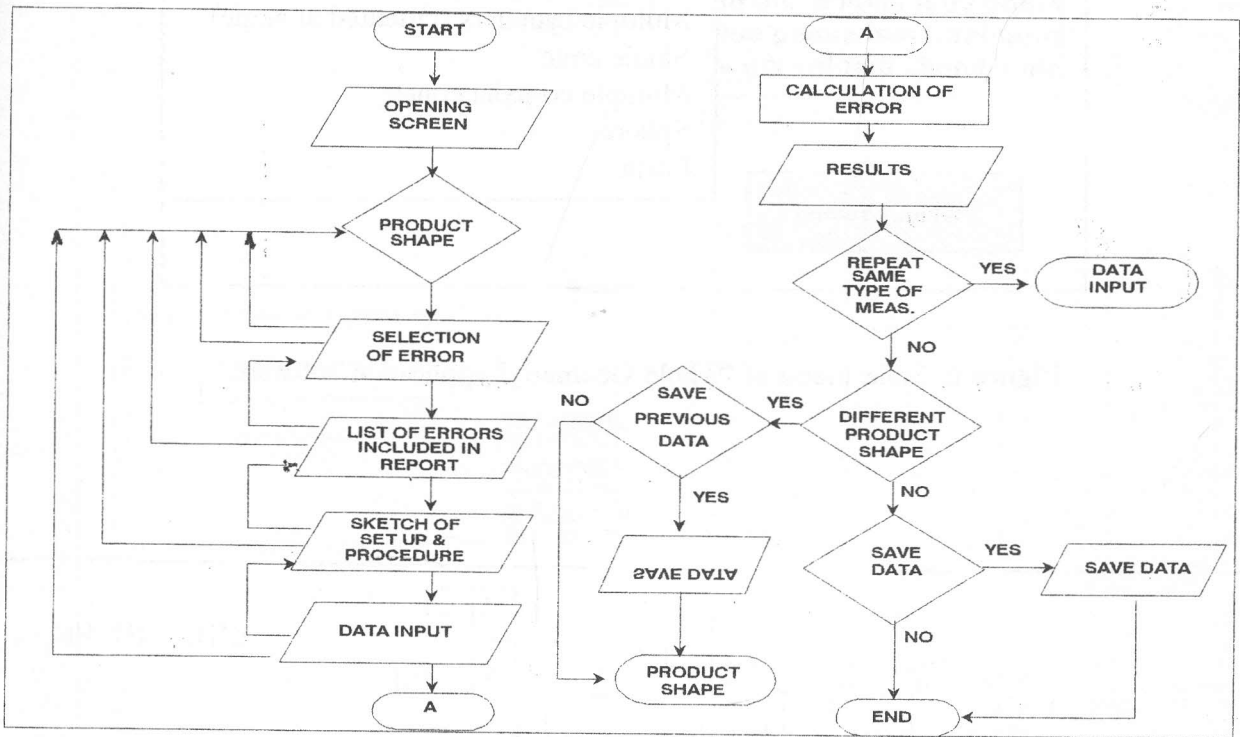 START
OPENING
SCREEN
PRODUCT
SHAPE
SELECTION
OF ERROR
LIST OF ERRORS
INCLUDED IN
REPORT
SKETCH OF
SET UP &
PROCEDURE
DATA INPUT
A
A
CALCULATION OF
ERROR
RESULTS
REPEAT
SAME
TYPE OF
MEAS.
YES
DATA
INPUT
NO
DIFFERENT
PRODUCT
SHAPE
YES
SAVE
PREVIOUS
DATA
NO
YES
SAVE DATA
PRODUCT
SHAPE
NO
SAVE
DATA
YES
SAVE DATA
NO
END